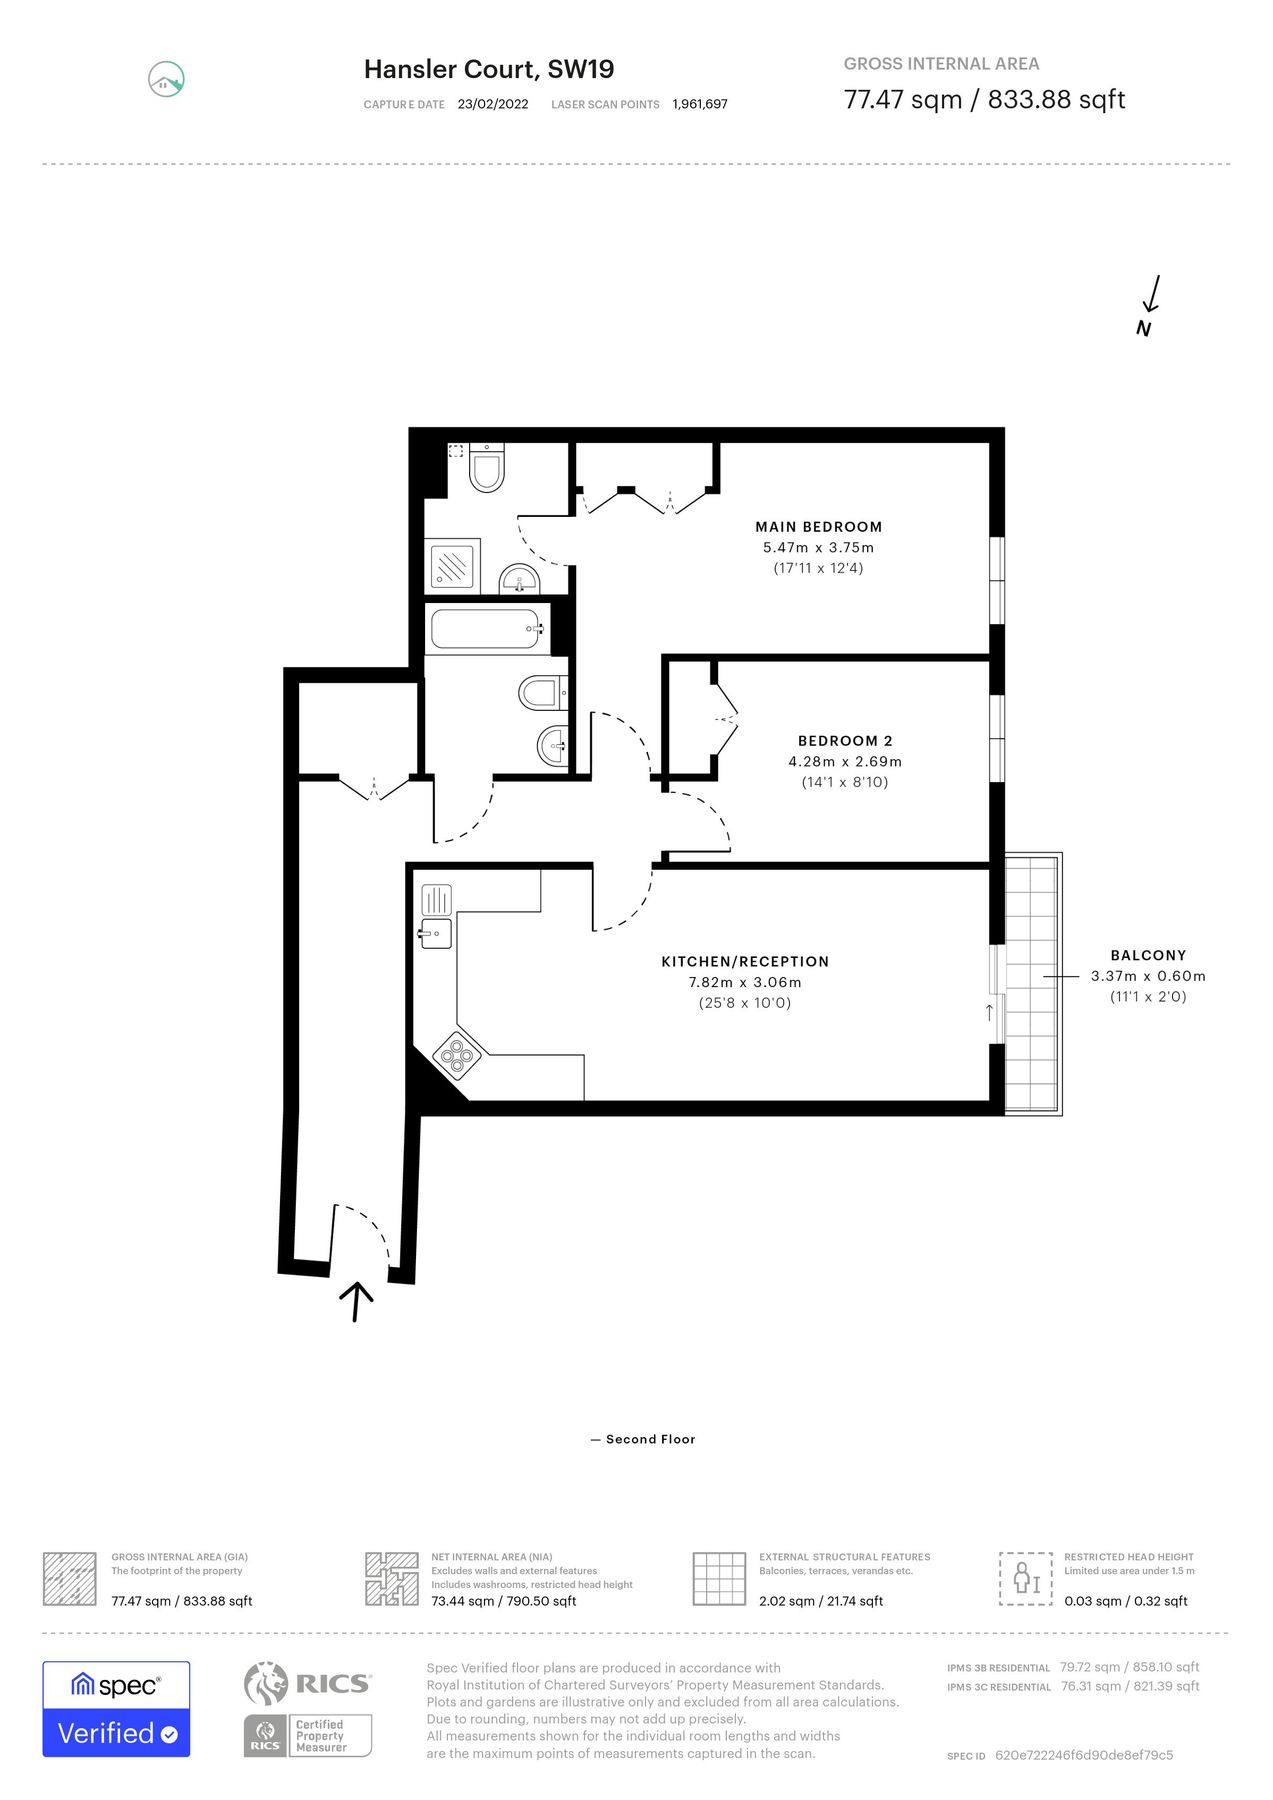 Hansler Court, SW19
CAPTURE DATE 23/02/2022 LASER SCAN POINTS 1,961,697
GROSS INTERNAL AREA
77.47 sqm / 833.88 sqft
N
MAIN BEDROOM
5.47m x 3.75m
(17'11 x 12'4)
BEDROOM 2
4.28m x 2.69m
(14'1 x 8'10)
KITCHEN/RECEPTION
7.82m x 3.06m
(25'8 x 10'0)
BALCONY
3.37m x 0.60m
(11'1 x 2'0)
— Second Floor
GROSS INTERNAL AREA (GIA)
The footprint of the property
77.47 sqm / 833.88 sqft
NET INTERNAL AREA (NIA)
Excludes walls and external features
Includes washrooms, restricted head height
73.44 sqm / 790.50 sqft
EXTERNAL STRUCTURAL FEATURES
Balconies, terraces, verandas etc.
2.02 sqm / 21.74 sqft
RESTRICTED HEAD HEIGHT
Limited use area under 1.5 m
0.03 sqm / 0.32 sqft
spec®
Verified
RICS
RICS
Certified
Property
Measurer
Spec Verified floor plans are produced in accordance with
Royal Institution of Chartered Surveyors' Property Measurement Standards.
Plots and gardens are illustrative only and excluded from all area calculations.
Due to rounding, numbers may not add up precisely.
All measurements shown for the individual room lengths and widths
are the maximum points of measurements captured in the scan.
IPMS 3B RESIDENTIAL 79.72 sqm / 858.10 sqft
IPMS 3C RESIDENTIAL 76.31 sqm / 821.39 sqft
SPEC ID 620e722246f6d90de8ef79c5